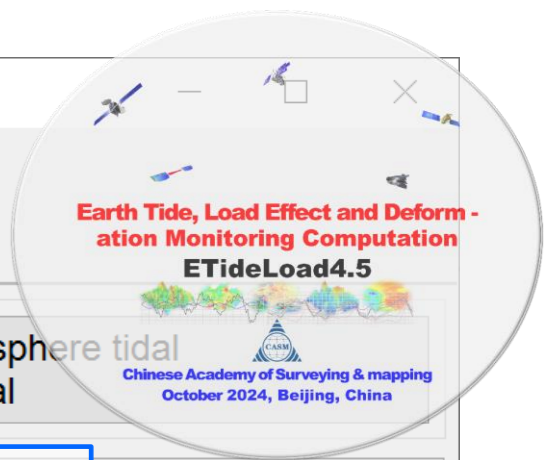 Earth Tide, Load Effect and Deform -
ation Monitoring Computation
ETideLoad4.5
sphere tidal
al
CASM
Chinese Academy of Surveying & mapping
October 2024, Beijing, China